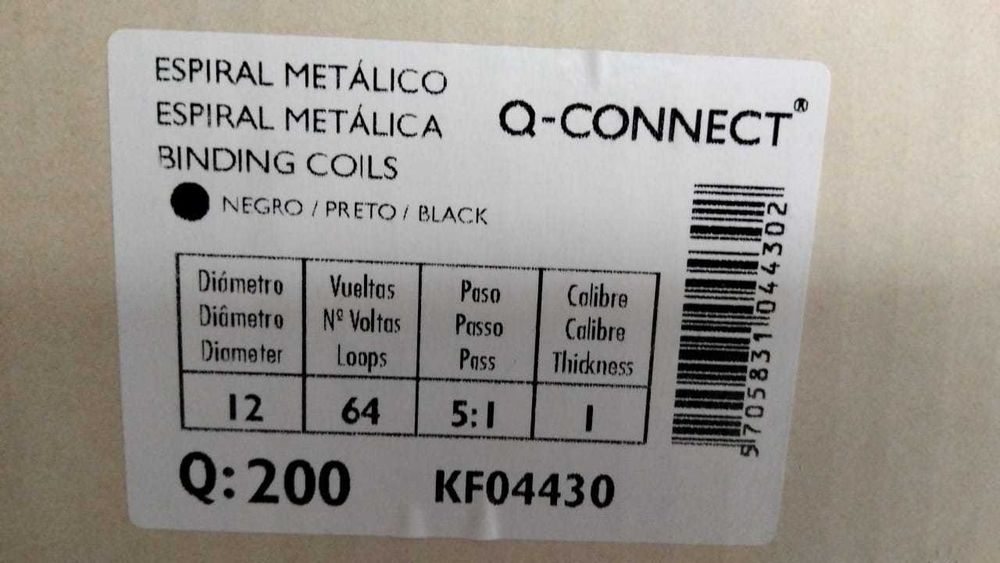 ESPIRAL METÁLICO
ESPIRAL METÁLICA
BINDING COILS
Q-CONNECT®
NEGRO / PRETO / BLACK
Diámetro Vueltas Paso Calibre
Diâmetro Nº Voltas Passo Calibre
Diameter Loops Pass Thickness
12 64 5:1 1
Q: 200 KF04430
5705831044302